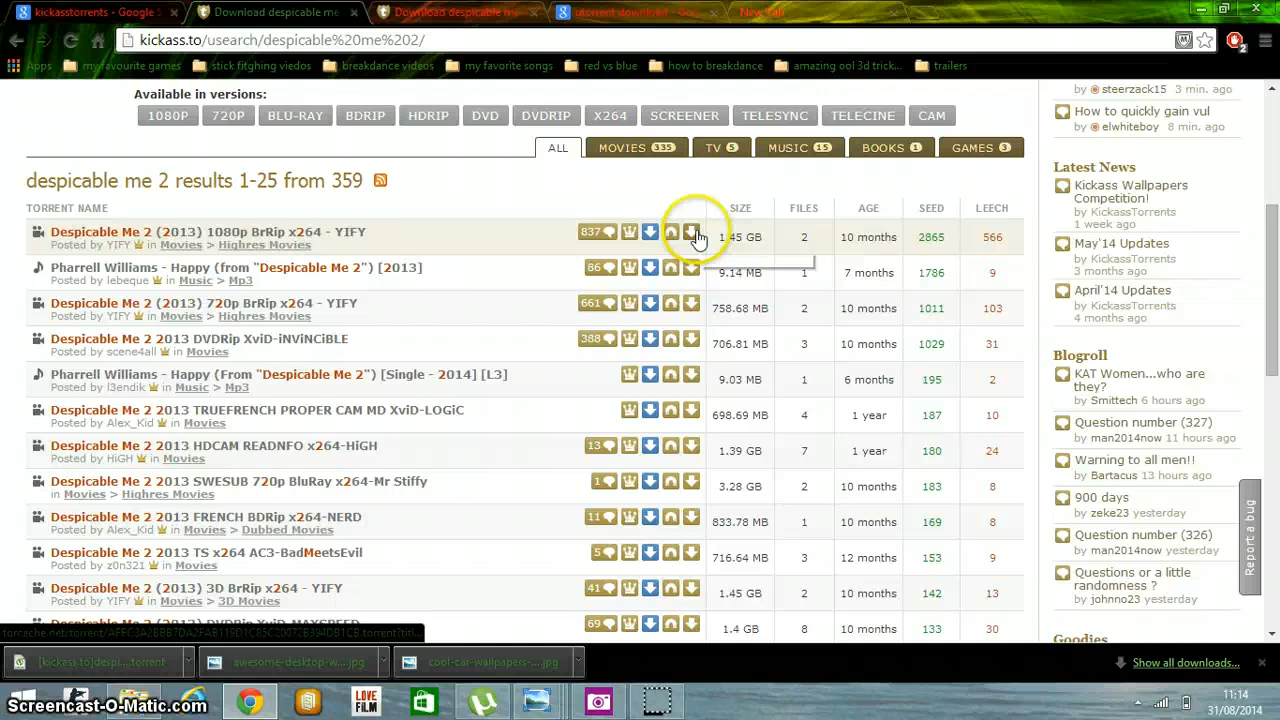 kickasstorrents - Google S
Download despicable me
Download despicable me
utorrent download - Goo
New Tab
kickass.to/usearch/despicable%20me%202/
2
Apps my favourite games stick fitghing viedos breakdance videos my favorite songs red vs blue how to breakdance amazing ool 3d trick... trailers
Available in versions:
1080P 720P BLU-RAY BDRIP HDRIP DVD DVDRIP X264 SCREENER TELESYNC TELECINE CAM
ALL MOVIES 335 TV 5 MUSIC 15 BOOKS 1 GAMES 3
despicable me 2 results 1-25 from 359
TORRENT NAME SIZE FILES AGE SEED LEECH
Despicable Me 2 (2013) 1080p BrRip x264 - YIFY 837 1.45 GB 2 10 months 2865 566
Posted by YIFY in Movies > Highres Movies
Pharrell Williams - Happy (from "Despicable Me 2") [2013] 86 9.14 MB 1 7 months 1786 9
Posted by lebeque in Music > Mp3
Despicable Me 2 (2013) 720p BrRip x264 - YIFY 661 758.68 MB 2 10 months 1011 103
Posted by YIFY in Movies > Highres Movies
Despicable Me 2 2013 DVDRip XviD-iNViNCiBLE 388 706.81 MB 3 10 months 1029 31
Posted by scene4all in Movies
Pharrell Williams - Happy (From "Despicable Me 2") [Single - 2014] [L3] 9.03 MB 1 6 months 195 2
Posted by l3endik in Music > Mp3
Despicable Me 2 2013 TRUEFRENCH PROPER CAM MD XviD-LOGiC 698.69 MB 4 1 year 187 10
Posted by Alex_Kid in Movies
Despicable Me 2 2013 HDCAM READNFO x264-HiGH 13 1.39 GB 7 1 year 180 24
Posted by HiGH in Movies
Despicable Me 2 2013 SWESUB 720p BluRay x264-Mr Stiffy 1 3.28 GB 2 10 months 183 8
in Movies > Highres Movies
Despicable Me 2 2013 FRENCH BDRip x264-NERD 11 833.78 MB 1 10 months 169 8
Posted by Alex_Kid in Movies > Dubbed Movies
Despicable Me 2 2013 TS x264 AC3-BadMeetsEvil 5 716.64 MB 3 12 months 153 9
Posted by z0n321 in Movies
Despicable Me 2 (2013) 3D BrRip x264 - YIFY 41 1.45 GB 2 10 months 142 13
Posted by YIFY in Movies > 3D Movies
Despicable Me 2 (2013) DVDRip XviD-MAXSPEED 69 1.4 GB 8 10 months 133 30
by steerzack15 3 min. ago
How to quickly gain vul
by elwhiteboy 8 min. ago
Latest News
Kickass Wallpapers
Competition!
by KickassTorrents
1 week ago
May'14 Updates
by KickassTorrents
3 months ago
April'14 Updates
by KickassTorrents
4 months ago
Blogroll
KAT Women...who are
they?
by Smittech 6 hours ago
Question number (327)
by man2014now 11 hours ago
Warning to all men!!
by Bartacus 13 hours ago
900 days
by zeke23 yesterday
Question number (326)
by man2014now yesterday
Questions or a little
randomness ?
by johnno23 yesterday
Goodies
Report a bug
[kickass.to]despi....torrent
awesome-desktop-w....jpg
cool-car-wallpapers-....jpg
Show all downloads...
LOVE
FiLM
Screencast-O-Matic.com
11:14
31/08/2014